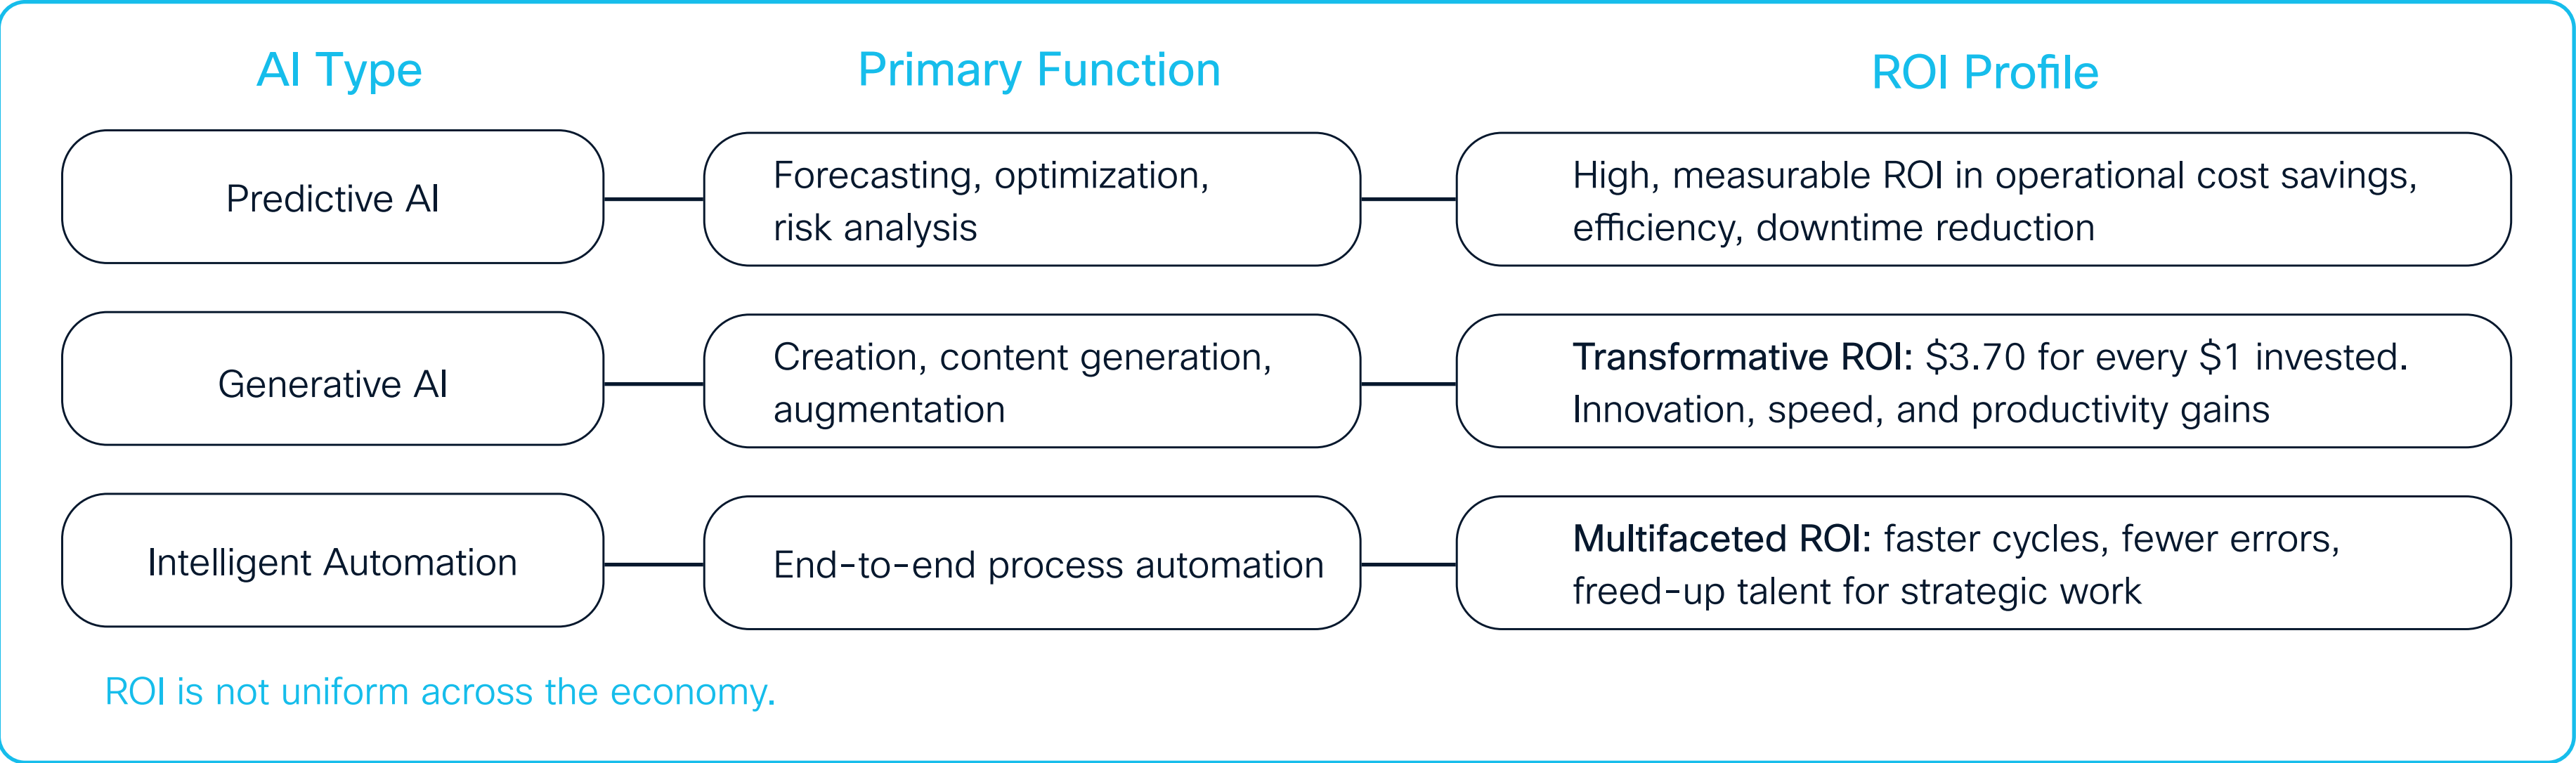 AI Type
Primary Function
ROI Profile
Predictive AI
Forecasting, optimization,
risk analysis
High, measurable ROI in operational cost savings,
efficiency, downtime reduction
Generative AI
Creation, content generation,
augmentation
Transformative ROI: $3.70 for every $1 invested.
Innovation, speed, and productivity gains
Intelligent Automation
End-to-end process automation
Multifaceted ROI: faster cycles, fewer errors,
freed-up talent for strategic work
ROI is not uniform across the economy.